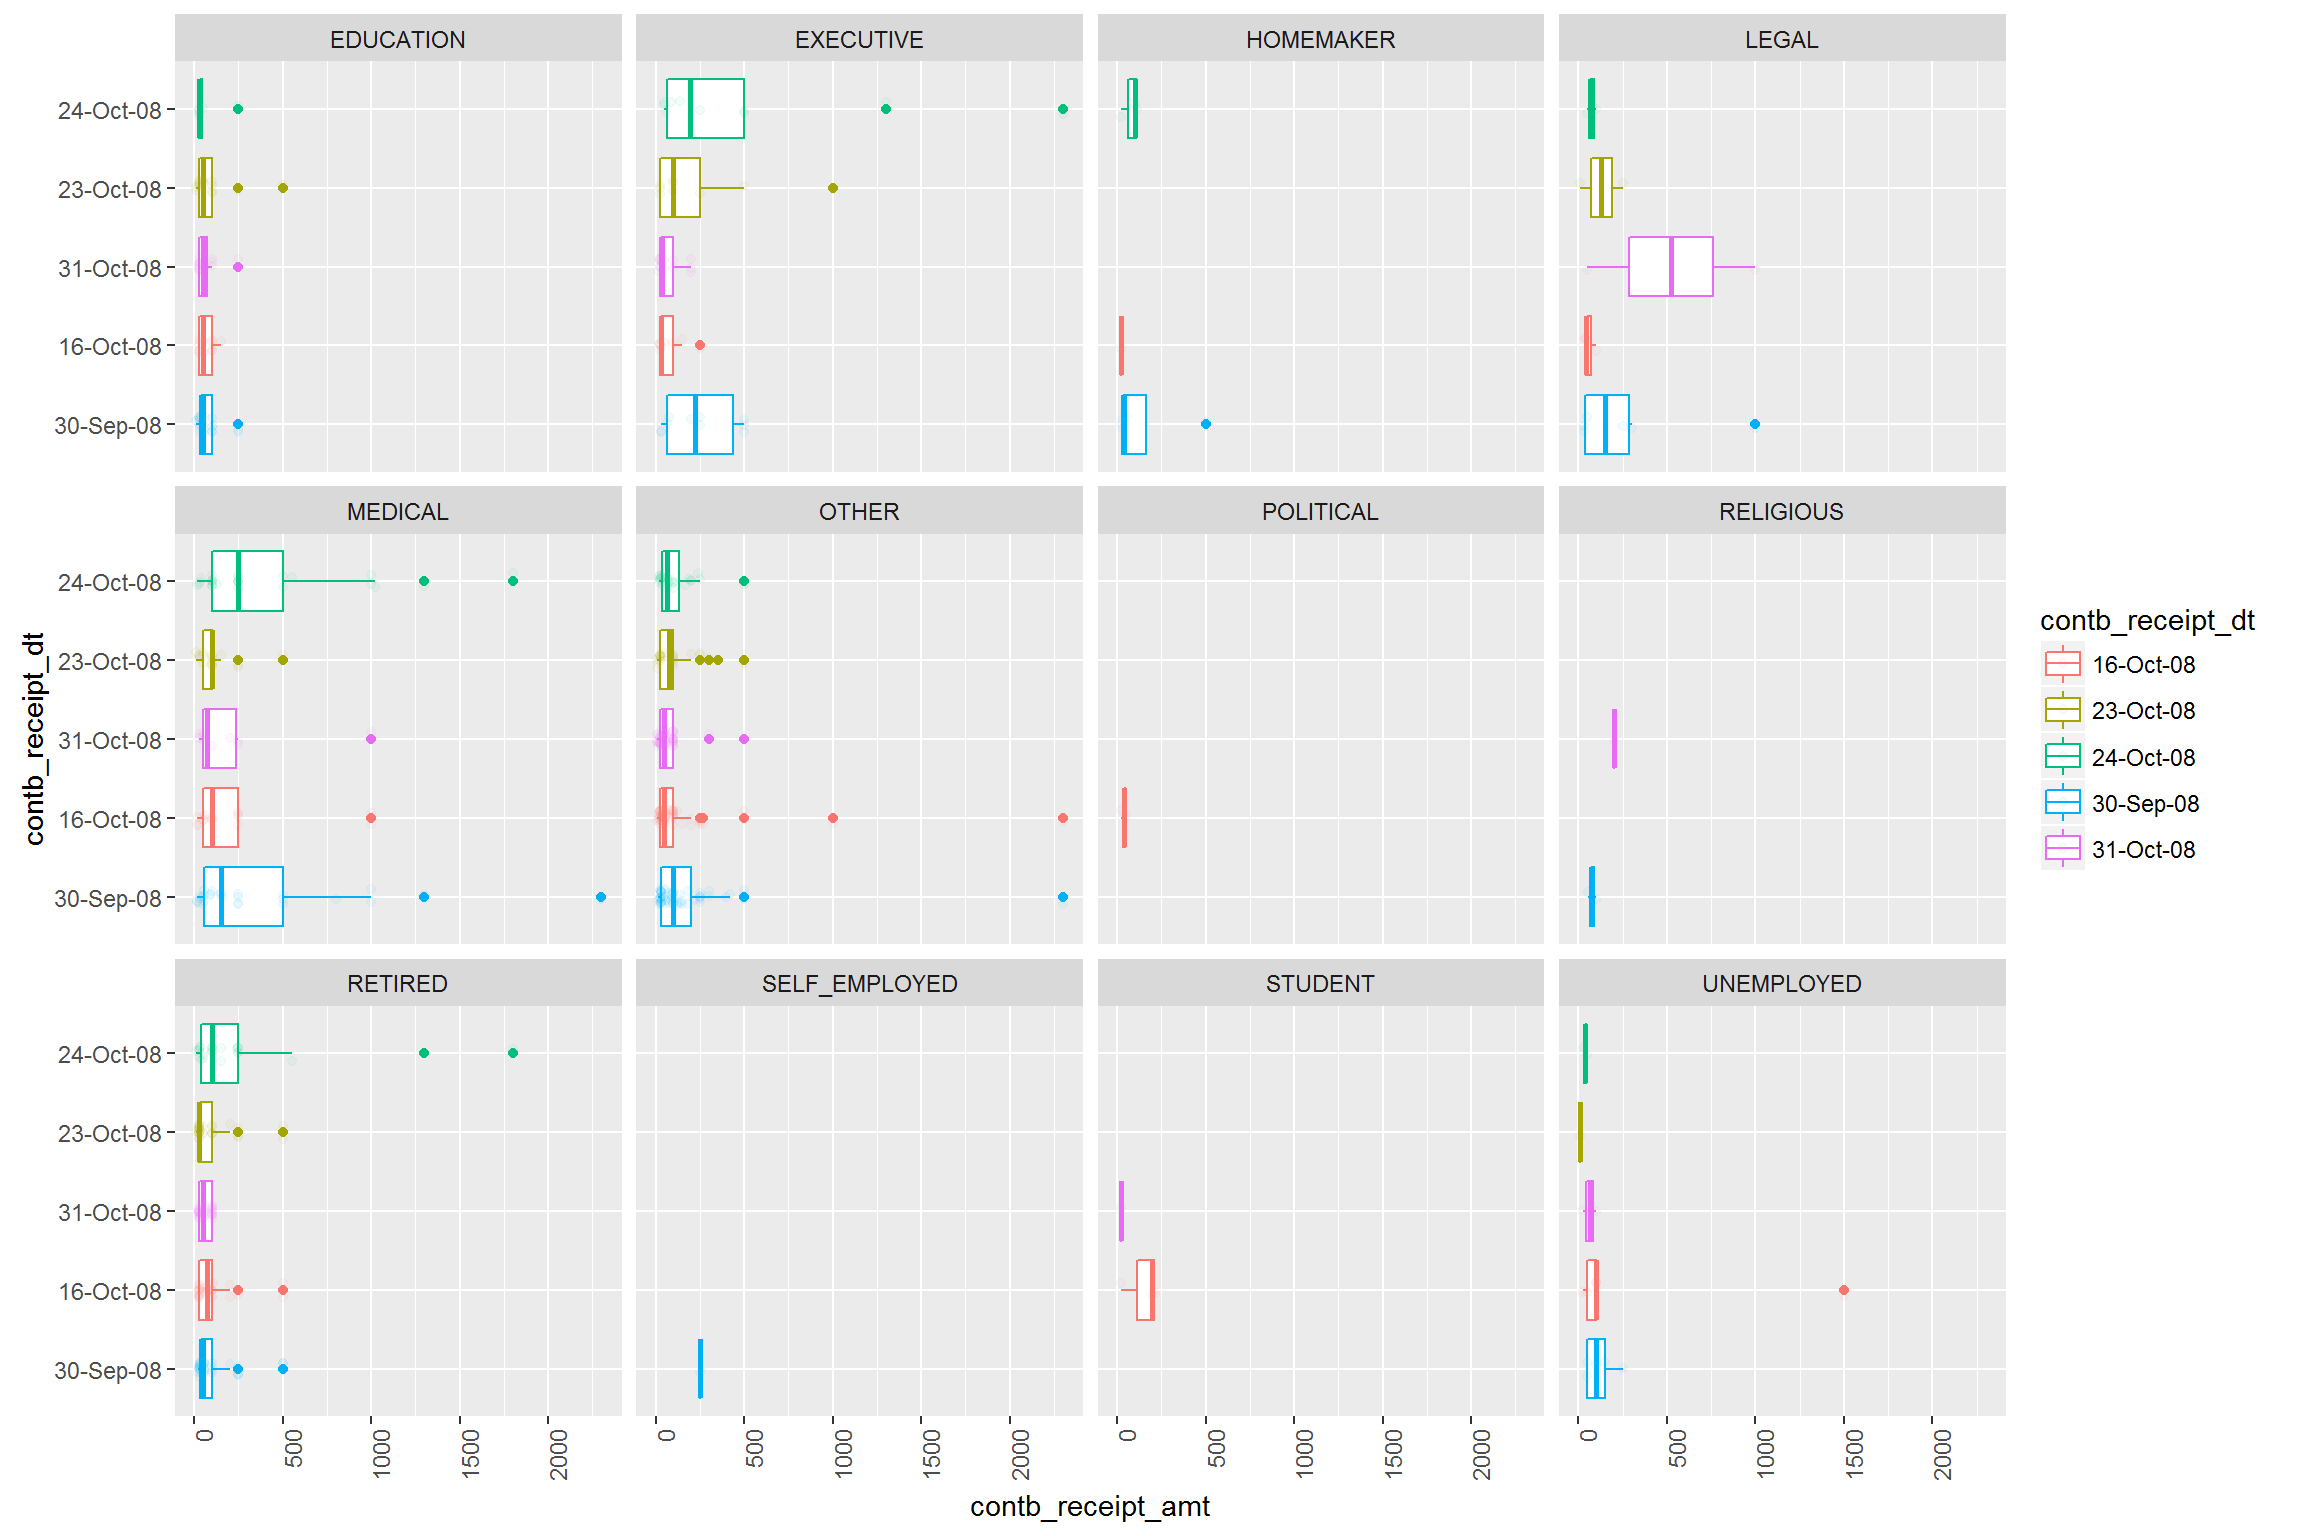 EDUCATION EXECUTIVE HOMEMAKER LEGAL
24-Oct-08
23-Oct-08
31-Oct-08
16-Oct-08
30-Sep-08
MEDICAL OTHER POLITICAL RELIGIOUS
24-Oct-08
23-Oct-08
31-Oct-08
16-Oct-08
30-Sep-08
RETIRED SELF_EMPLOYED STUDENT UNEMPLOYED
24-Oct-08
23-Oct-08
31-Oct-08
16-Oct-08
30-Sep-08
0 500 1000 1500 2000 0 500 1000 1500 2000 0 500 1000 1500 2000 0 500 1000 1500 2000
contb_receipt_amt
contb_receipt_dt
contb_receipt_dt
16-Oct-08
23-Oct-08
24-Oct-08
30-Sep-08
31-Oct-08